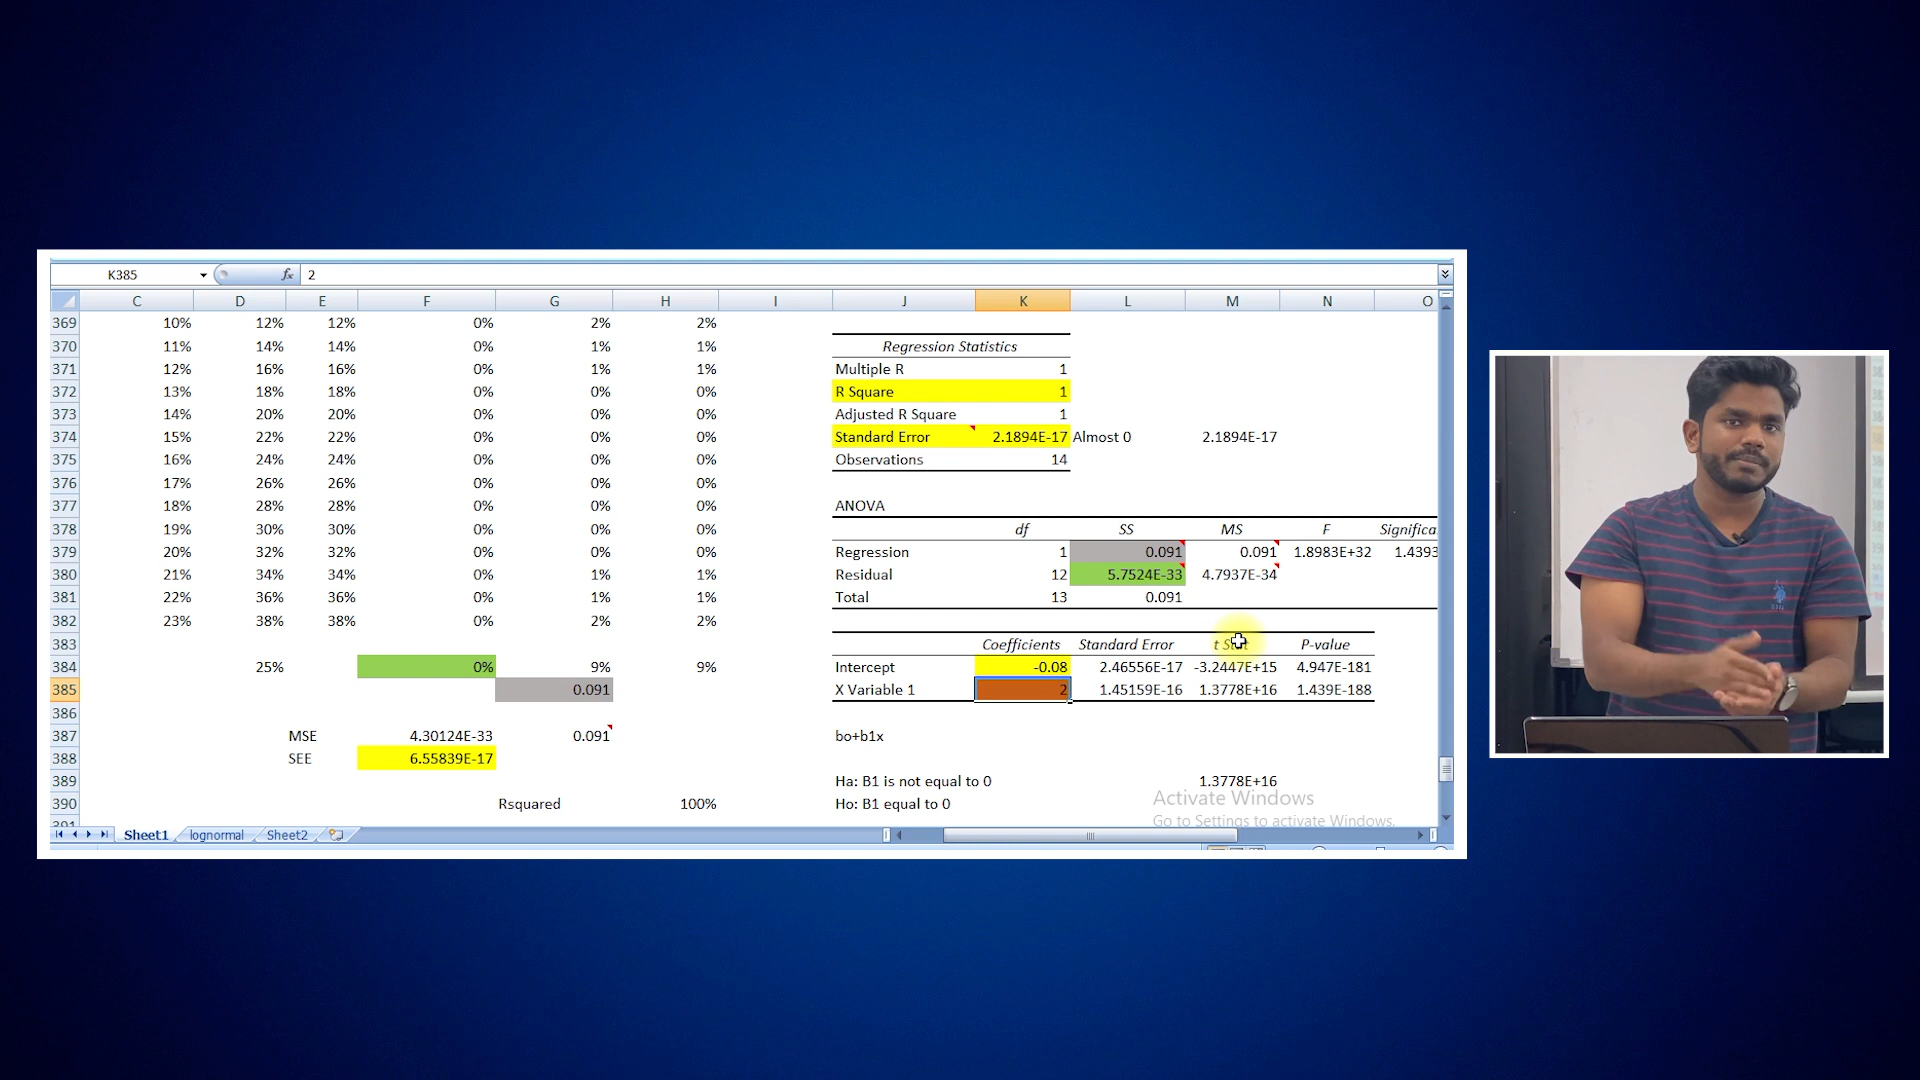 K385 fx 2
C D E F G H I J K L M N O
369 10% 12% 12% 0% 2% 2%
370 11% 14% 14% 0% 1% 1% Regression Statistics
371 12% 16% 16% 0% 1% 1% Multiple R 1
372 13% 18% 18% 0% 0% 0% R Square 1
373 14% 20% 20% 0% 0% 0% Adjusted R Square 1
374 15% 22% 22% 0% 0% 0% Standard Error 2.1894E-17 Almost 0 2.1894E-17
375 16% 24% 24% 0% 0% 0% Observations 14
376 17% 26% 26% 0% 0% 0%
377 18% 28% 28% 0% 0% 0% ANOVA
378 19% 30% 30% 0% 0% 0% df SS MS F Significa
379 20% 32% 32% 0% 0% 0% Regression 1 0.091 0.091 1.8983E+32 1.4393
380 21% 34% 34% 0% 1% 1% Residual 12 5.7524E-33 4.7937E-34
381 22% 36% 36% 0% 1% 1% Total 13 0.091
382 23% 38% 38% 0% 2% 2%
383 Coefficients Standard Error t Stat P-value
384 25% 0% 9% 9% Intercept -0.08 2.46556E-17 -3.2447E+15 4.947E-181
385 0.091 X Variable 1 2 1.45159E-16 1.3778E+16 1.439E-188
386
387 MSE 4.30124E-33 0.091 bo+b1x
388 SEE 6.55839E-17
389 Ha: B1 is not equal to 0 1.3778E+16
390 Rsquared 100% Ho: B1 equal to 0
Activate Windows
Go to Settings to activate Windows.
391
Sheet1 lognormal Sheet2